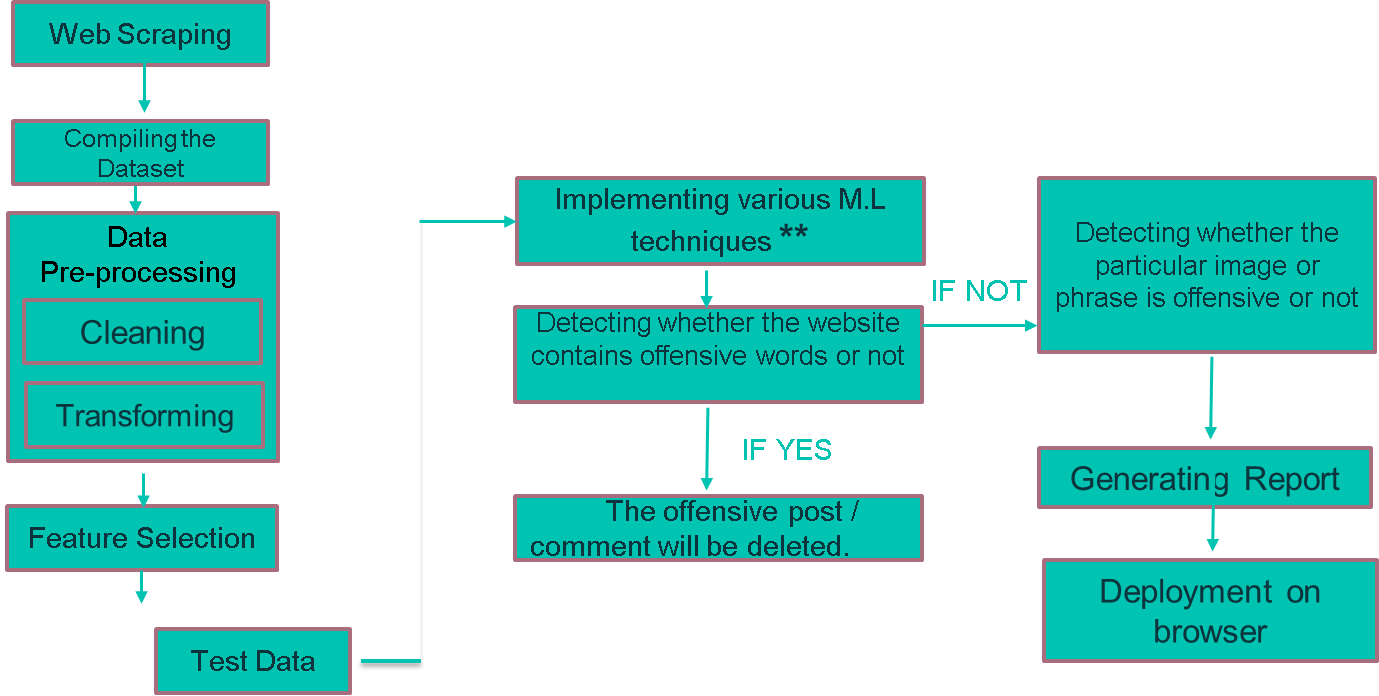 Web Scraping
Compiling the
Dataset
Data
Pre-processing
Cleaning
Transforming
Feature Selection
Test Data
Implementing various M.L
techniques **
Detecting whether the website
contains offensive words or not
IF NOT
IF YES
The offensive post /
comment will be deleted.
Detecting whether the
particular image or
phrase is offensive or not
Generating Report
Deployment on
browser